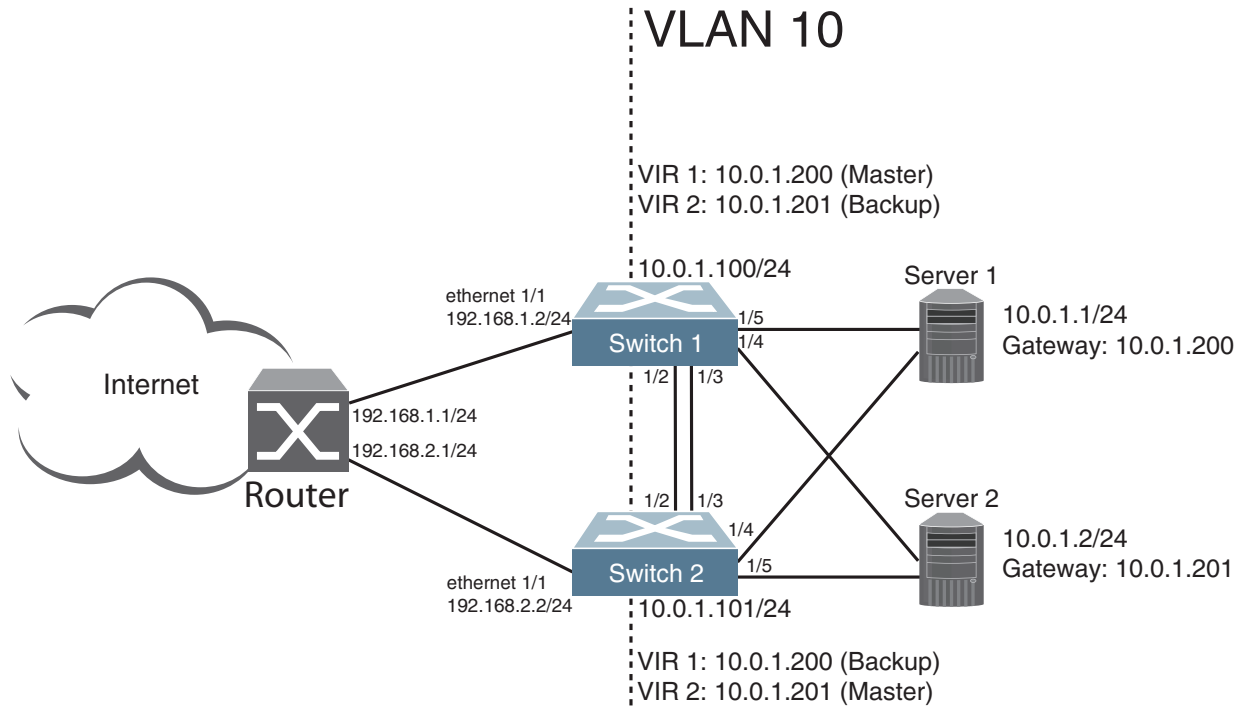 VLAN 10
VIR 1: 10.0.1.200 (Master)
VIR 2: 10.0.1.201 (Backup)
10.0.1.100/24
Server 1
ethernet 1/1
192.168.1.2/24
1/5
10.0.1.1/24
Switch 1
1/4
Gateway: 10.0.1.200
Internet
1/2
1/3
192.168.1.1/24
192.168.2.1/24
Router
1/2
1/3
Server 2
1/4
10.0.1.2/24
1/5
Switch 2
Gateway: 10.0.1.201
ethernet 1/1
192.168.2.2/24
10.0.1.101/24
VIR 1: 10.0.1.200 (Backup)
VIR 2: 10.0.1.201 (Master)